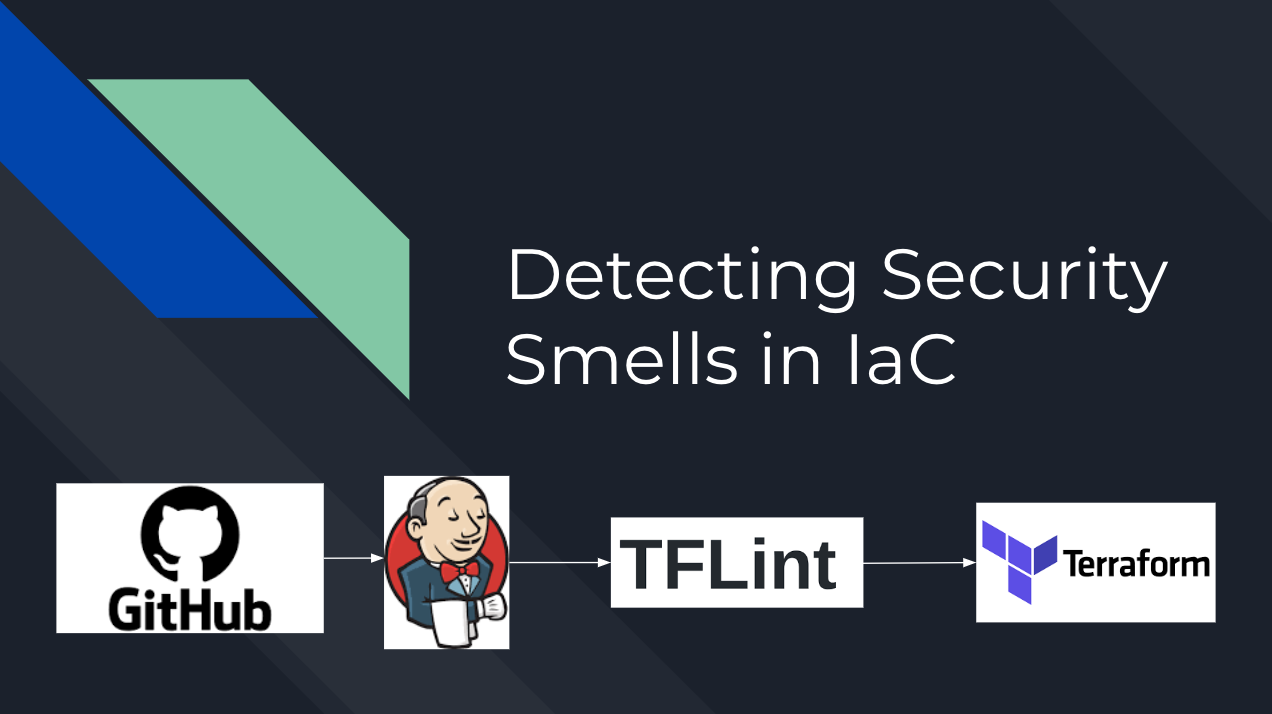 Detecting Security
Smells in IaC
GitHub
TFLint
Terraform